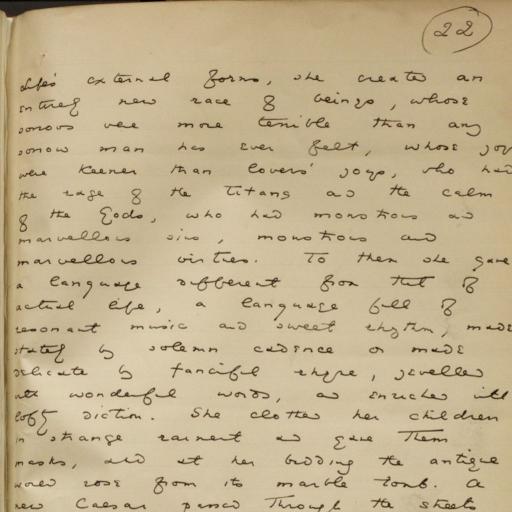 22
Life's external forms, she created an
entirely new race of beings, whose
sorrows were more terrible than any
sorrow man has ever felt, whose joys
were keener than lovers' joys, who had
the rage of the Titans and the calm
of the Gods, who had monstrous and
marvellous sins, monstrous and
marvellous virtues. To them she gave
a language different from that of
actual life, a language full of
resonant music and sweet rhythm, made
stately by solemn cadence or made
delicate by fanciful rhyme, jewelled
with wonderful words, and enriched with
lofty diction. She clothed her children
in strange raiment and gave them
masks, and at her bidding the antique
world rose from its marble tomb. A
new Caesar passed through the streets